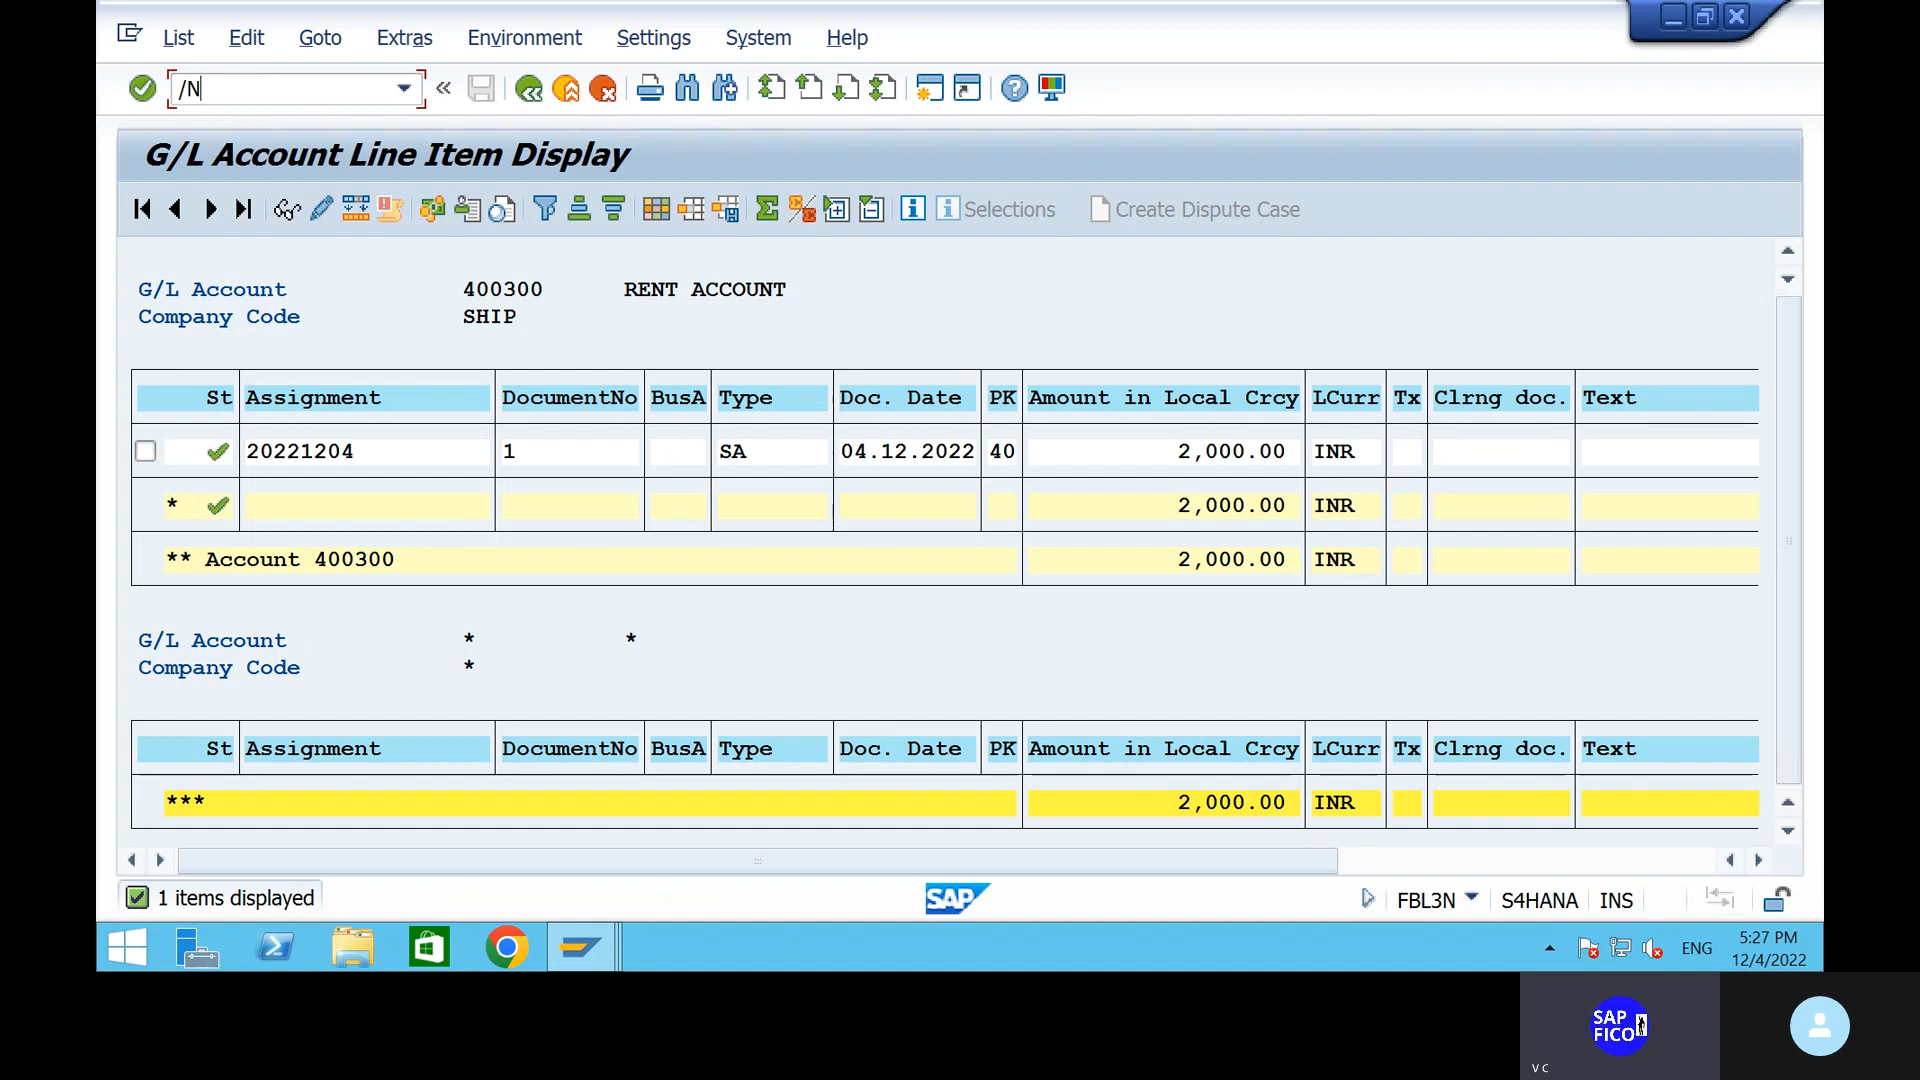 List Edit Goto Extras Environment Settings System Help
/N
G/L Account Line Item Display
Selections Create Dispute Case
G/L Account 400300 RENT ACCOUNT
Company Code SHIP
St Assignment DocumentNo BusA Type Doc. Date PK Amount in Local Crcy LCurr Tx Clrng doc. Text
20221204 1 SA 04.12.2022 40 2,000.00 INR
* 2,000.00 INR
** Account 400300 2,000.00 INR
G/L Account * *
Company Code *
St Assignment DocumentNo BusA Type Doc. Date PK Amount in Local Crcy LCurr Tx Clrng doc. Text
*** 2,000.00 INR
1 items displayed SAP FBL3N S4HANA INS
ENG 5:27 PM
12/4/2022
SAP
FICO
v c